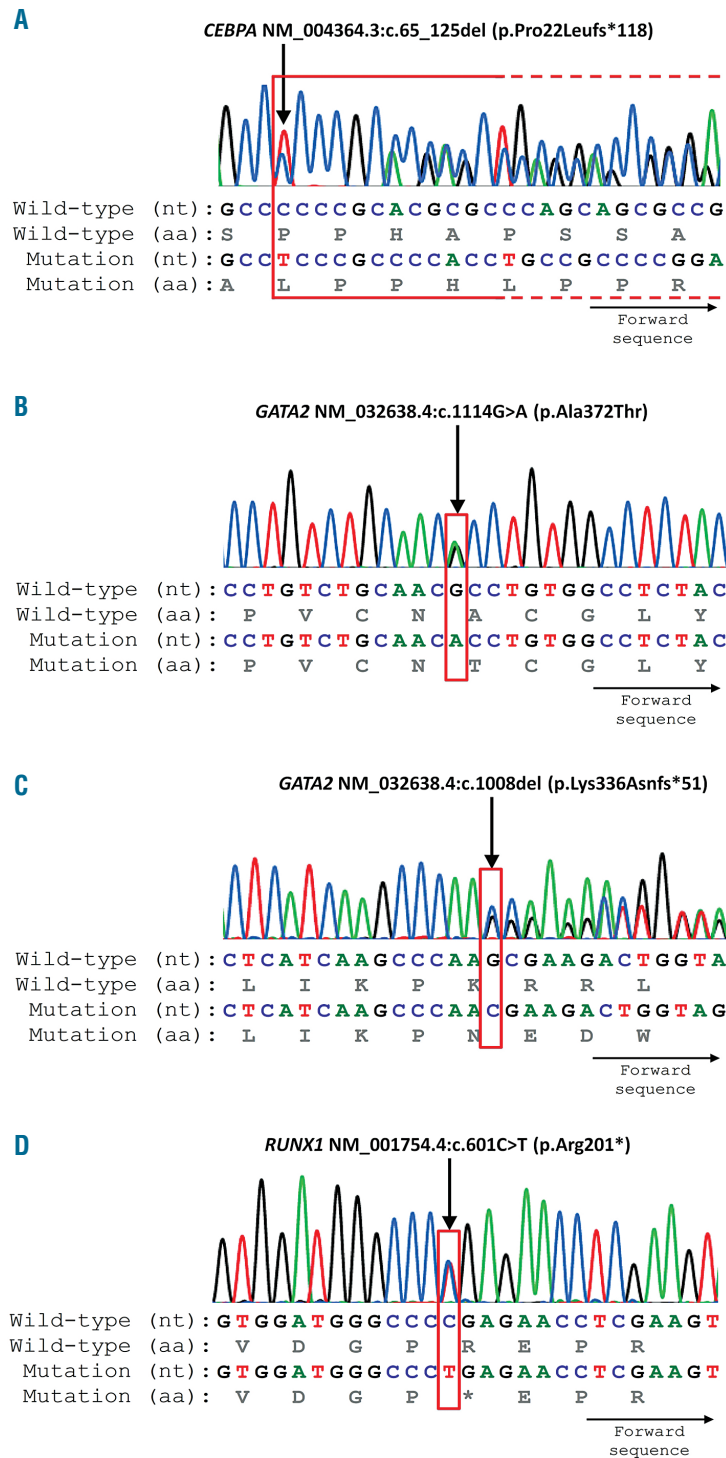 A
CEBPA NM_004364.3:c.65_125del (p.Pro22Leufs*118)
Wild-type (nt): GCCCCCCGCACGCGCCCAGCAGCGCCG
Wild-type (aa): S P P H A P S S A
Mutation (nt): GCCTCCCGCCCCACCTGCCGCCCCGGA
Mutation (aa): A L P P H L P P R
Forward
sequence
B
GATA2 NM_032638.4:c.1114G>A (p.Ala372Thr)
Wild-type (nt): CCTGTCTGCAACGCCTGTGGCCTCTAC
Wild-type (aa): P V C N A C G L Y
Mutation (nt): CCTGTCTGCAACACCTGTGGCCTCTAC
Mutation (aa): P V C N T C G L Y
Forward
sequence
C
GATA2 NM_032638.4:c.1008del (p.Lys336Asnfs*51)
Wild-type (nt): CTCATCAAGCCCAAGCGAAGACTGGTA
Wild-type (aa): L I K P K R R L
Mutation (nt): CTCATCAAGCCCAACGAAGACTGGTAG
Mutation (aa): L I K P N E D W
Forward
sequence
D
RUNX1 NM_001754.4:c.601C>T (p.Arg201*)
Wild-type (nt): GTGGATGGGCCCCGAGAACCTCGAAGT
Wild-type (aa): V D G P R E P R
Mutation (nt): GTGGATGGGCCCTGAGAACCTCGAAGT
Mutation (aa): V D G P * E P R
Forward
sequence